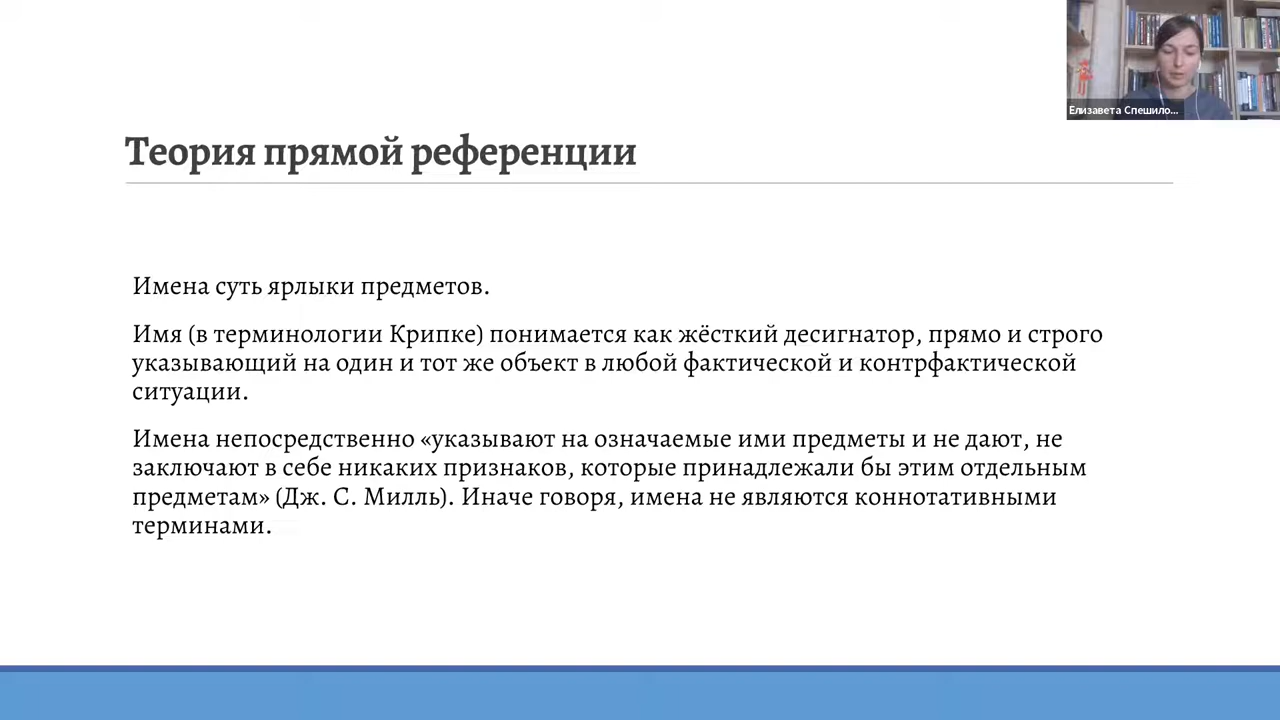 Елизавета Спешило...
Теория прямой референции
Имена суть ярлыки предметов.
Имя (в терминологии Крипке) понимается как жёсткий десигнатор, прямо и строго
указывающий на один и тот же объект в любой фактической и контрфактической
ситуации.
Имена непосредственно «указывают на означаемые ими предметы и не дают, не
заключают в себе никаких признаков, которые принадлежали бы этим отдельным
предметам» (Дж. С. Милль). Иначе говоря, имена не являются коннотативными
терминами.